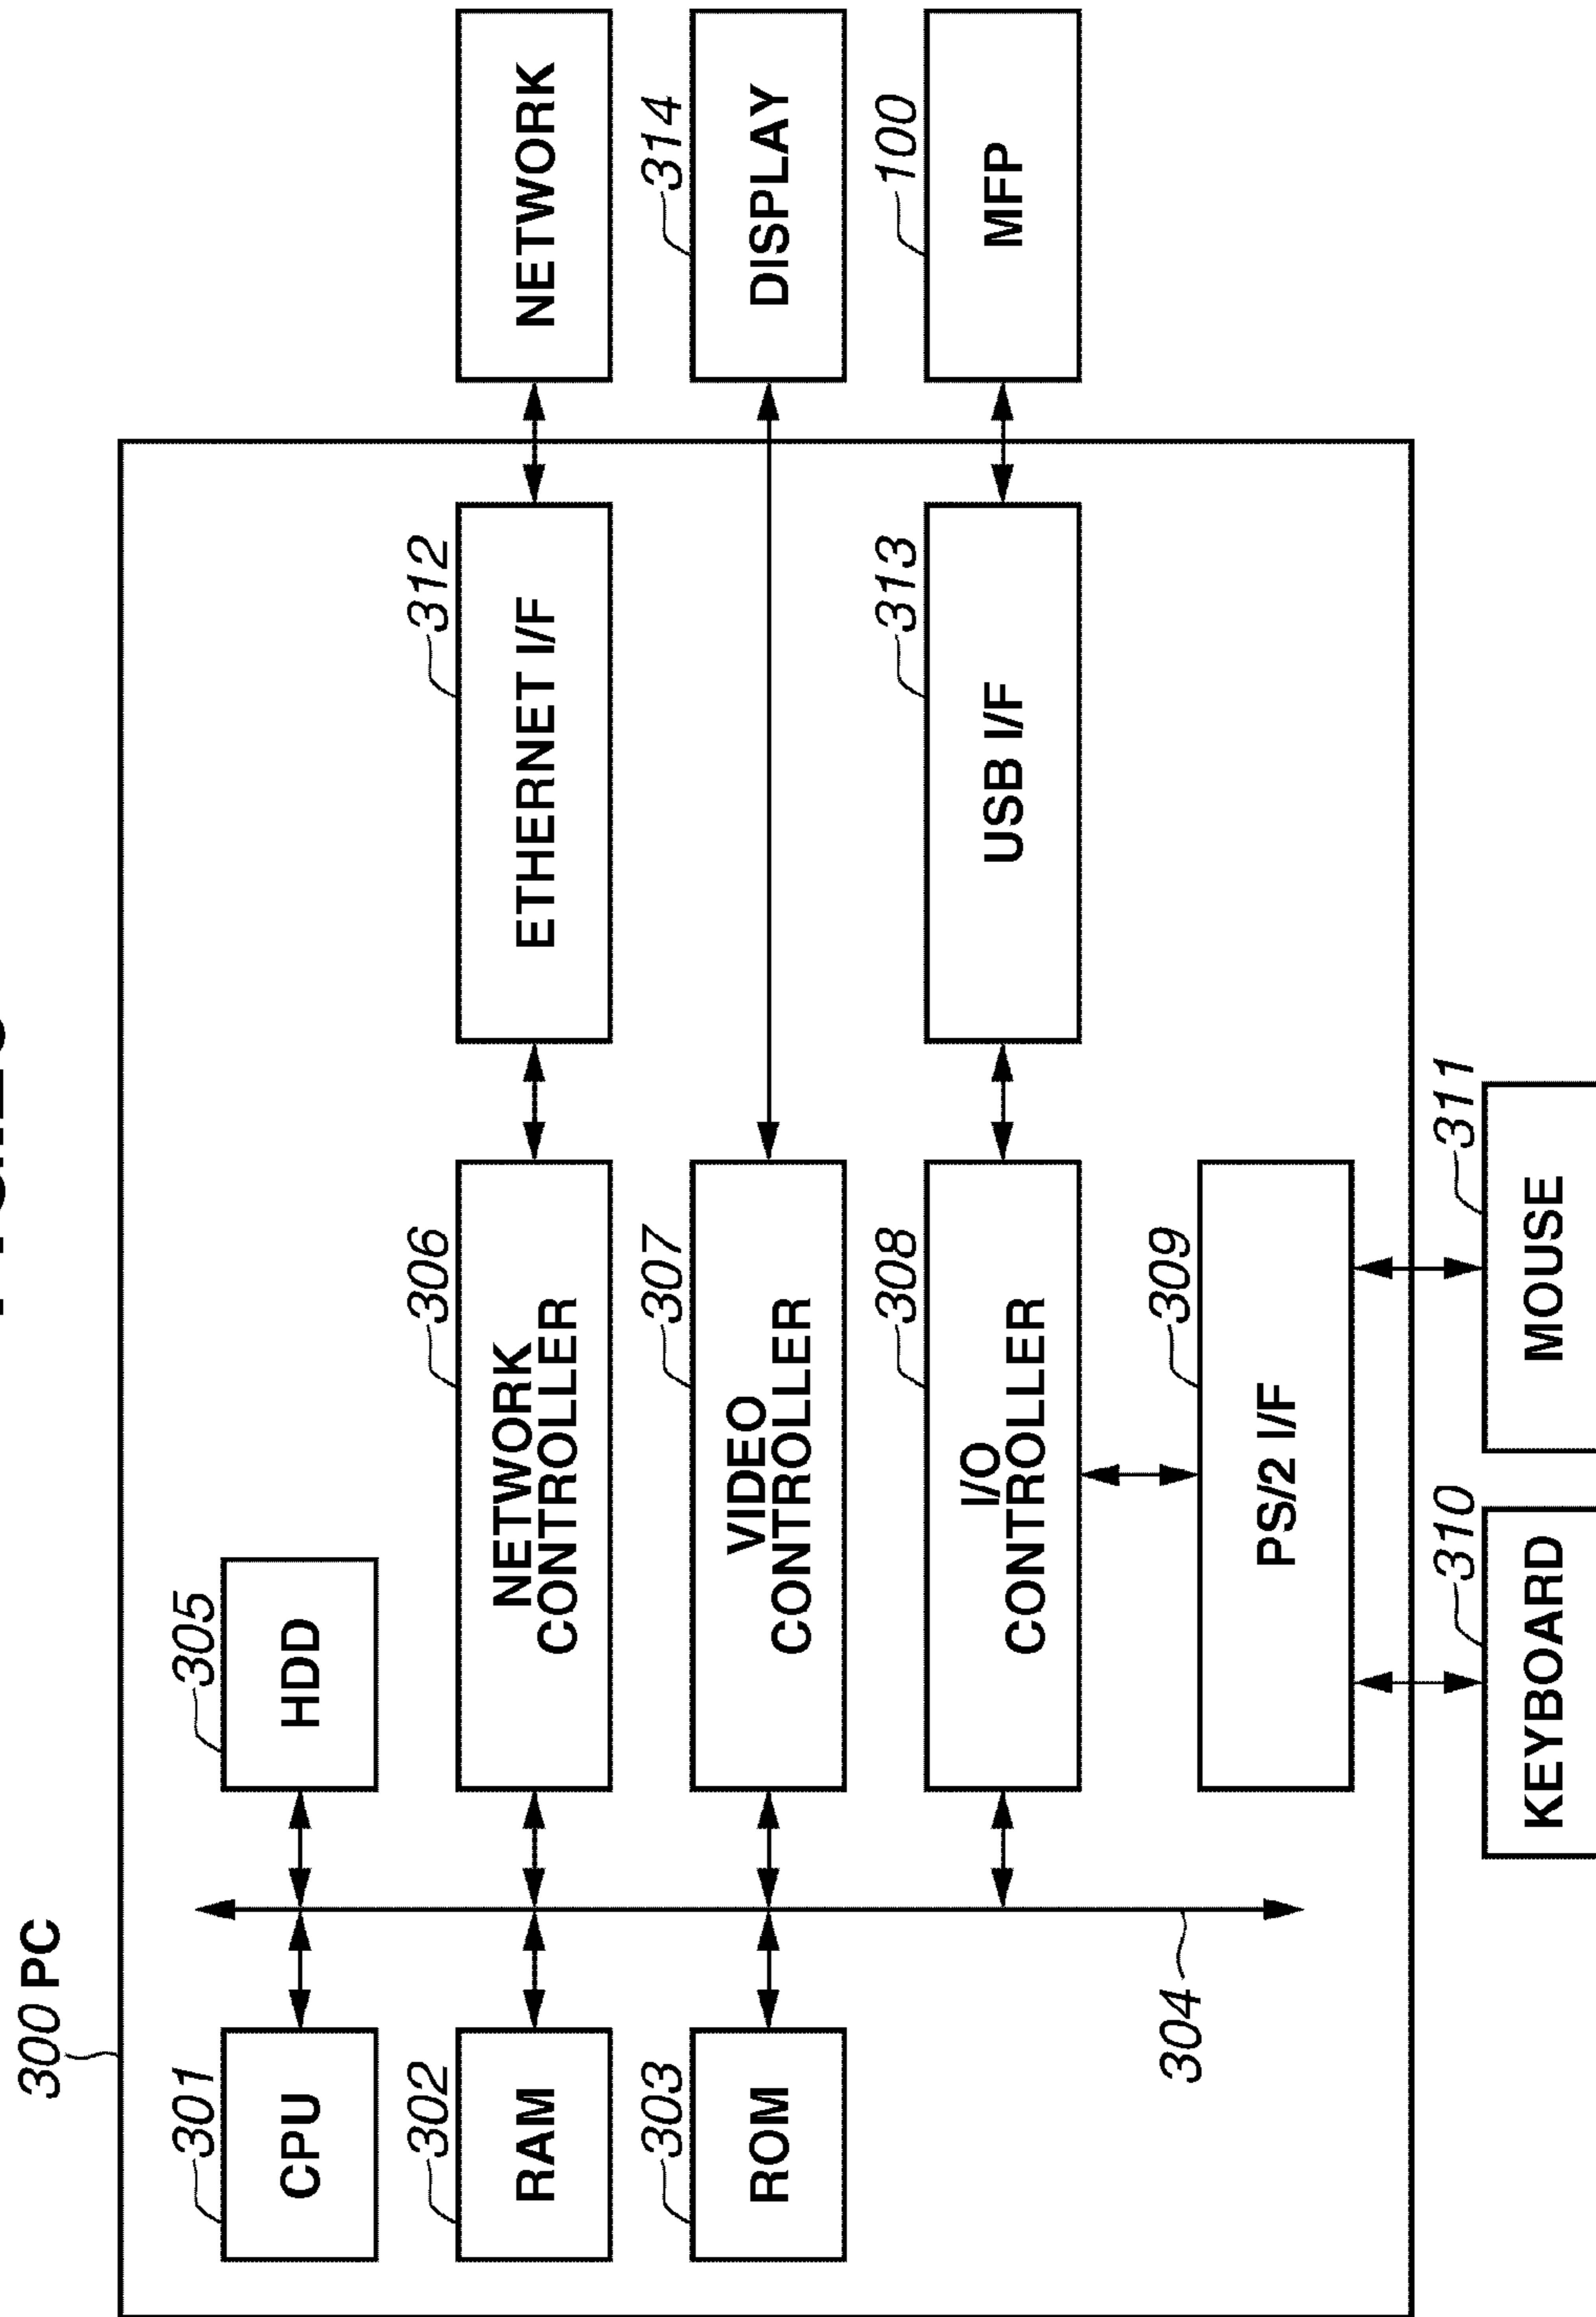 300 PC
301
CPU
305
HDD
302
RAM
306
NETWORK
CONTROLLER
312
ETHERNET I/F
NETWORK
303
ROM
307
VIDEO
CONTROLLER
314
DISPLAY
308
I/O
CONTROLLER
313
USB I/F
100
MFP
304
309
PS/2 I/F
310
KEYBOARD
311
MOUSE